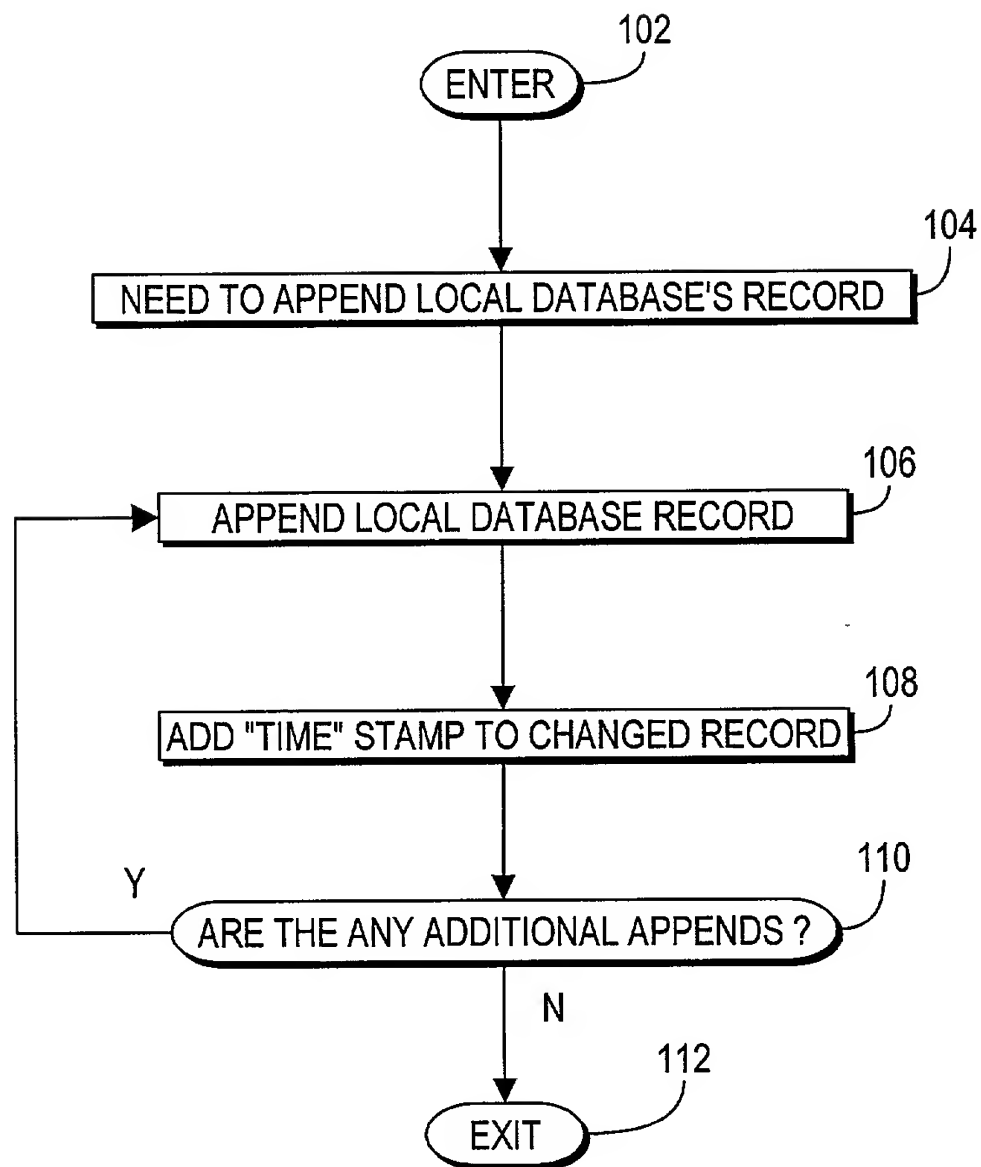 102
ENTER
104
NEED TO APPEND LOCAL DATABASE'S RECORD
106
APPEND LOCAL DATABASE RECORD
108
ADD "TIME" STAMP TO CHANGED RECORD
110
Y
ARE THE ANY ADDITIONAL APPENDS ?
N
112
EXIT